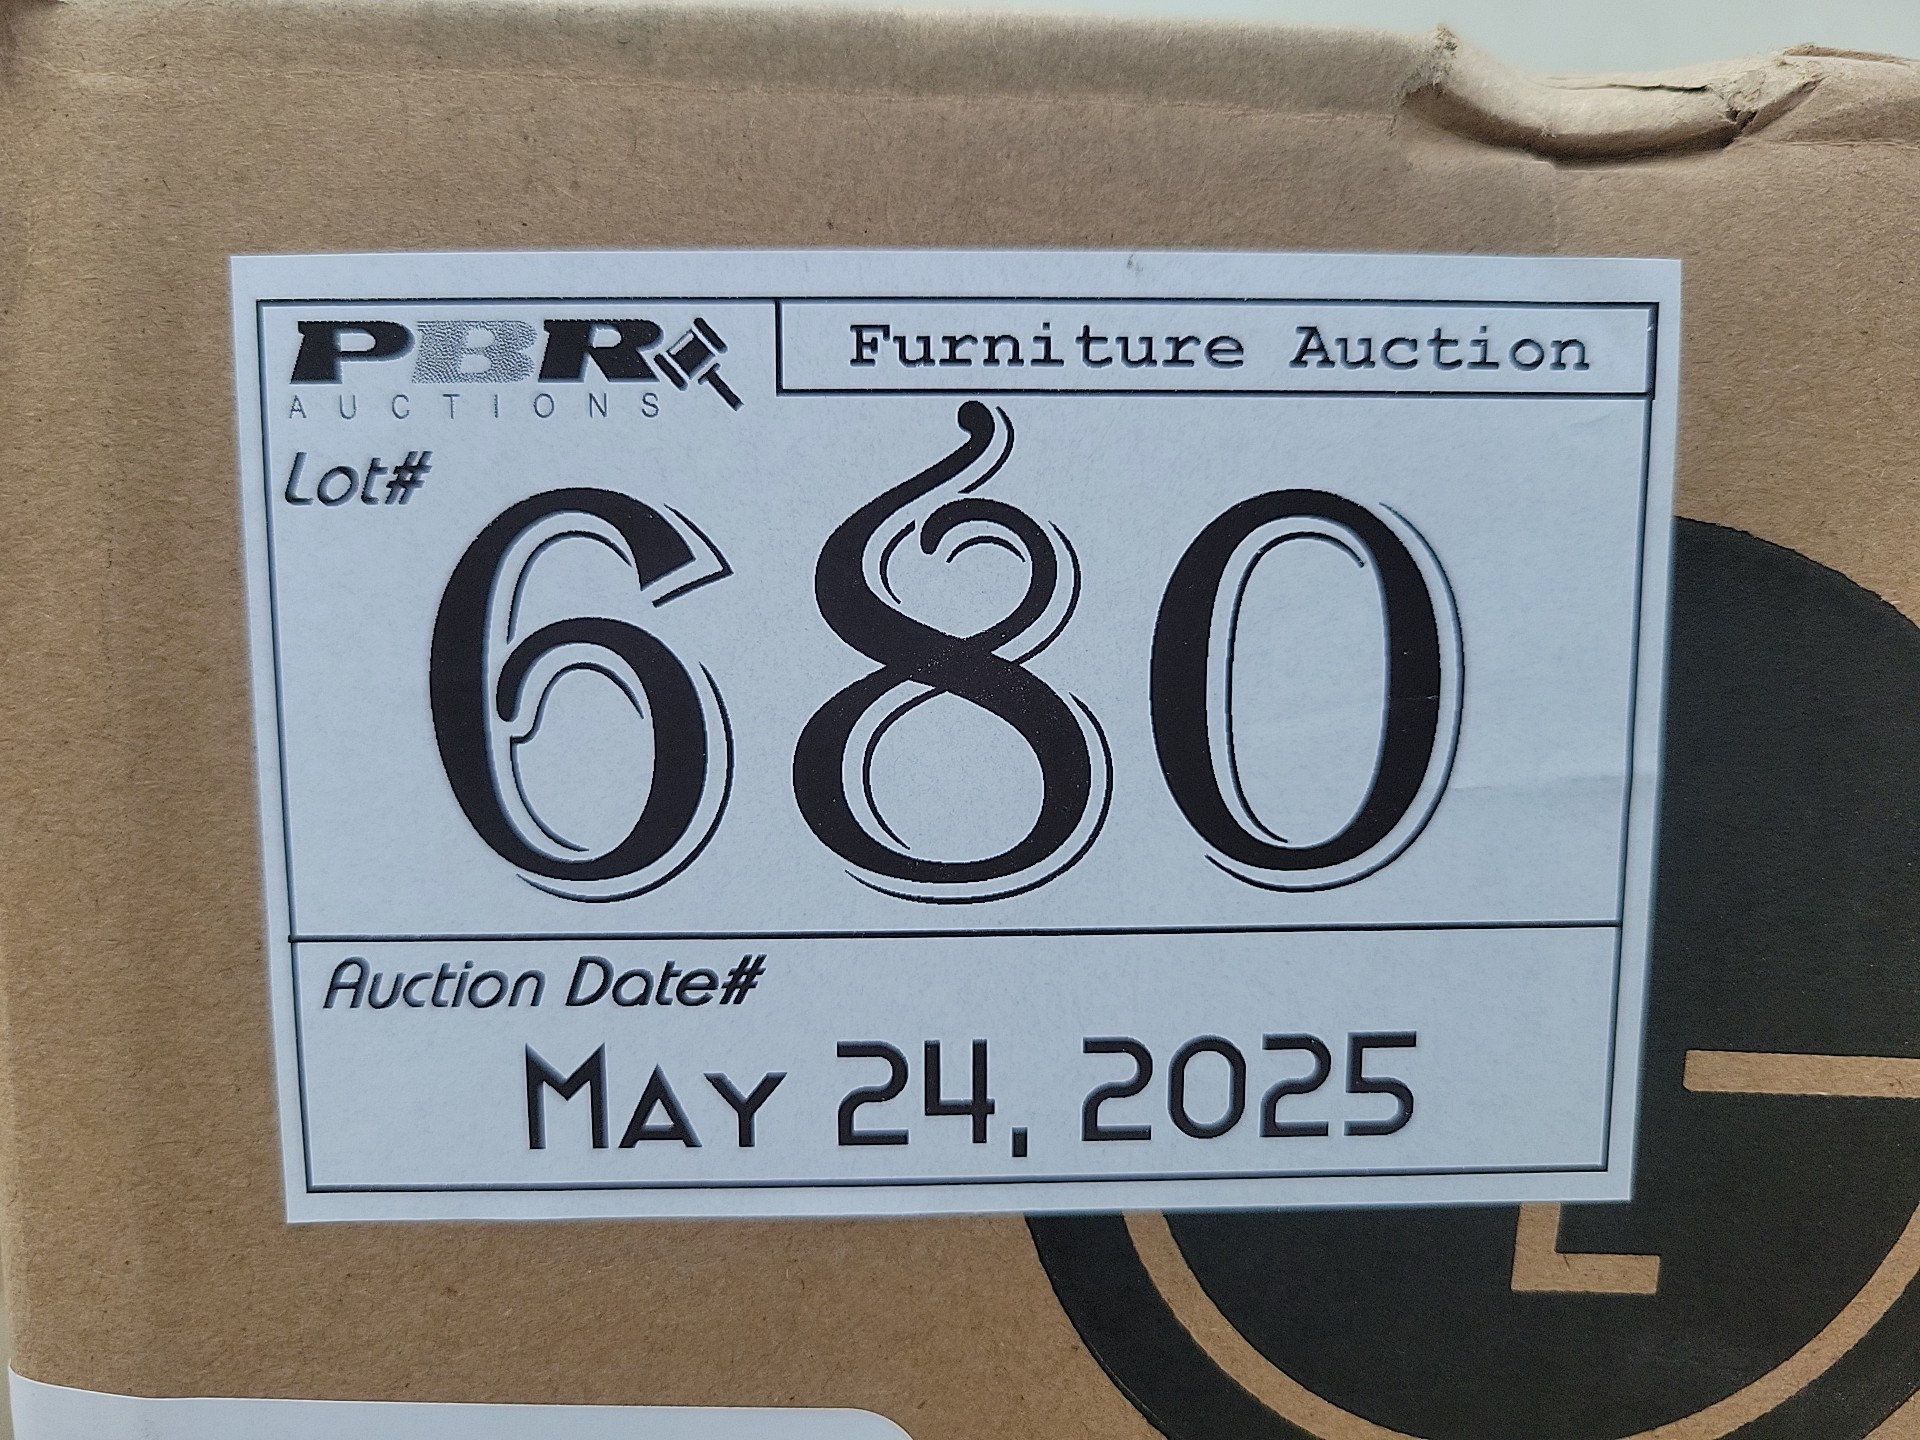 PBR
AUCTIONS
Furniture Auction
Lot#
680
Auction Date#
May 24, 2025